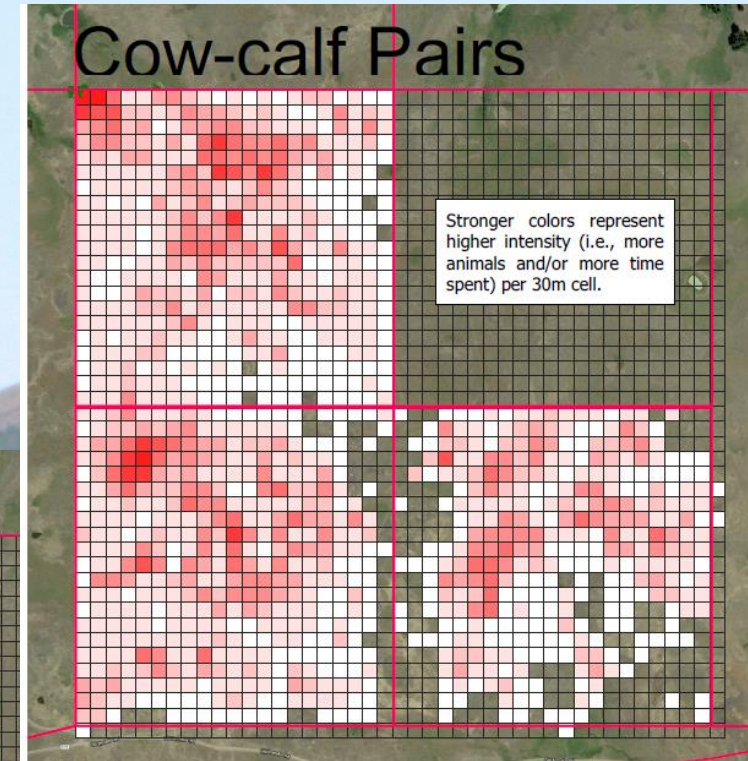 Cow-calf Pairs
Stronger colors represent
higher intensity (i.e., more
animals and/or more time
spent) per 30m cell.